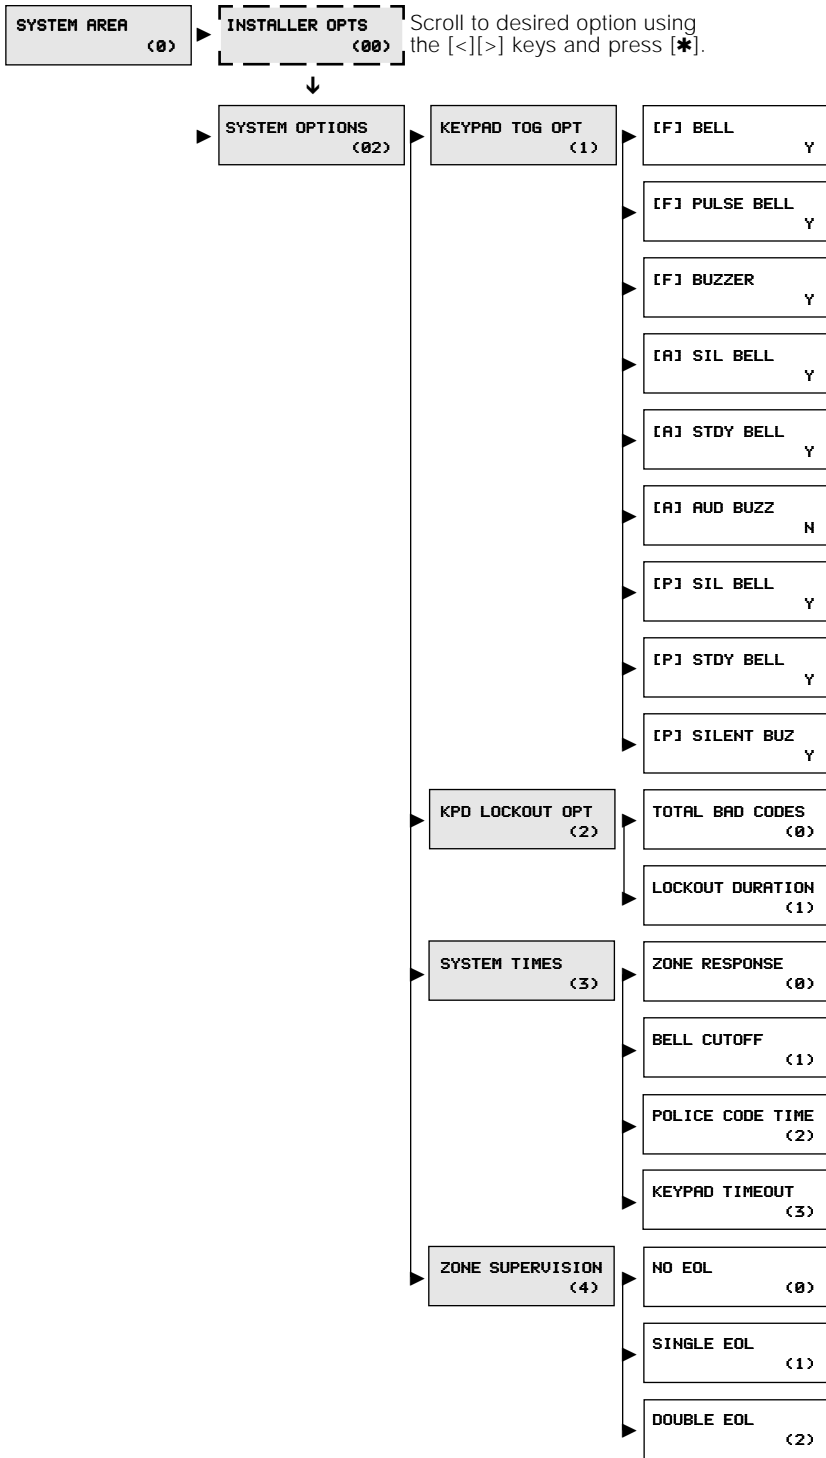 SYSTEM AREA
(0)
INSTALLER OPTS
(00)
Scroll to desired option using
the [<][>] keys and press [✱].
SYSTEM OPTIONS
(02)
KEYPAD TOG OPT
(1)
[F] BELL
Y
[F] PULSE BELL
Y
[F] BUZZER
Y
[A] SIL BELL
Y
[A] STDY BELL
Y
[A] AUD BUZZ
N
[P] SIL BELL
Y
[P] STDY BELL
Y
[P] SILENT BUZ
Y
KPD LOCKOUT OPT
(2)
TOTAL BAD CODES
(0)
LOCKOUT DURATION
(1)
SYSTEM TIMES
(3)
ZONE RESPONSE
(0)
BELL CUTOFF
(1)
POLICE CODE TIME
(2)
KEYPAD TIMEOUT
(3)
ZONE SUPERVISION
(4)
NO EOL
(0)
SINGLE EOL
(1)
DOUBLE EOL
(2)